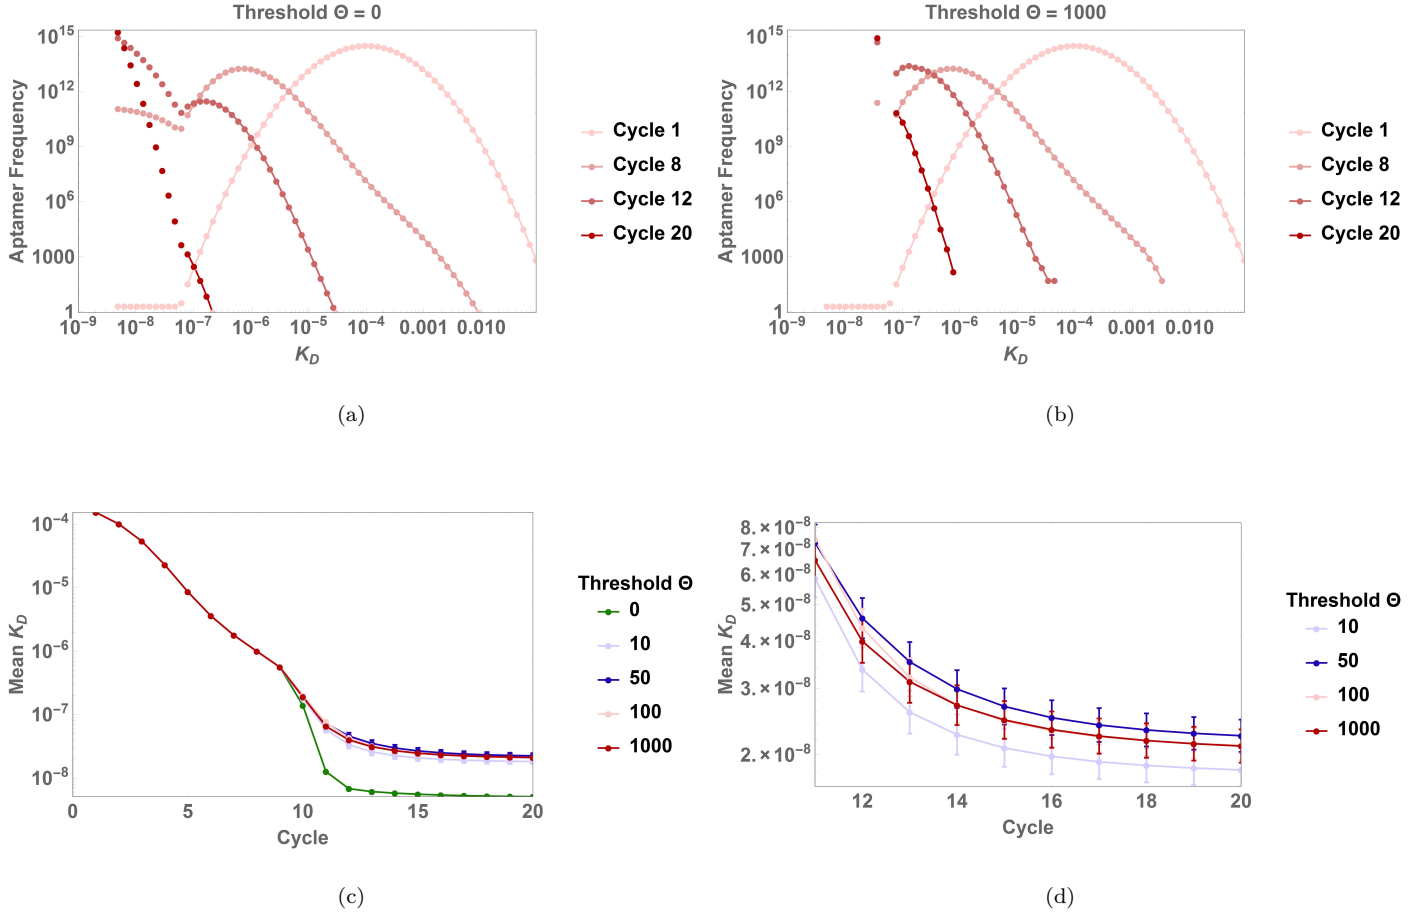 Threshold Θ = 0
Aptamer Frequency
10^15
10^12
10^9
10^6
1000
1
10^−9
10^−8
10^−7
10^−6
10^−5
10^−4
0.001
0.010
K_D
Cycle 1
Cycle 8
Cycle 12
Cycle 20
(a)
Threshold Θ = 1000
Aptamer Frequency
10^15
10^12
10^9
10^6
1000
1
10^−9
10^−8
10^−7
10^−6
10^−5
10^−4
0.001
0.010
K_D
Cycle 1
Cycle 8
Cycle 12
Cycle 20
(b)
Mean K_D
10^−4
10^−5
10^−6
10^−7
10^−8
0
5
10
15
20
Cycle
Threshold Θ
0
10
50
100
1000
(c)
Mean K_D
8.×10^−8
7.×10^−8
6.×10^−8
5.×10^−8
4.×10^−8
3.×10^−8
2.×10^−8
12
14
16
18
20
Cycle
Threshold Θ
10
50
100
1000
(d)